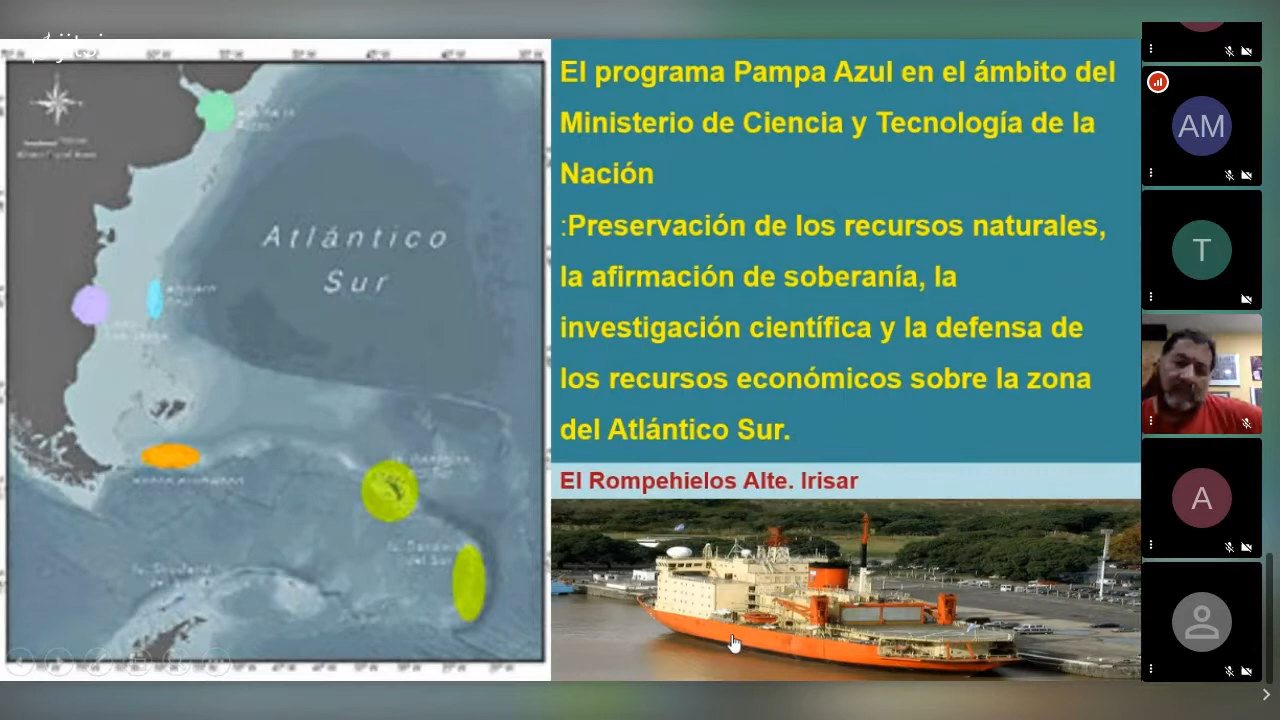 jitsi
El programa Pampa Azul en el ámbito del
Ministerio de Ciencia y Tecnología de la
Nación
:Preservación de los recursos naturales,
la afirmación de soberanía, la
investigación científica y la defensa de
los recursos económicos sobre la zona
del Atlántico Sur.
El Rompehielos Alte. Irisar
Atlántico
Sur
AM
T
A